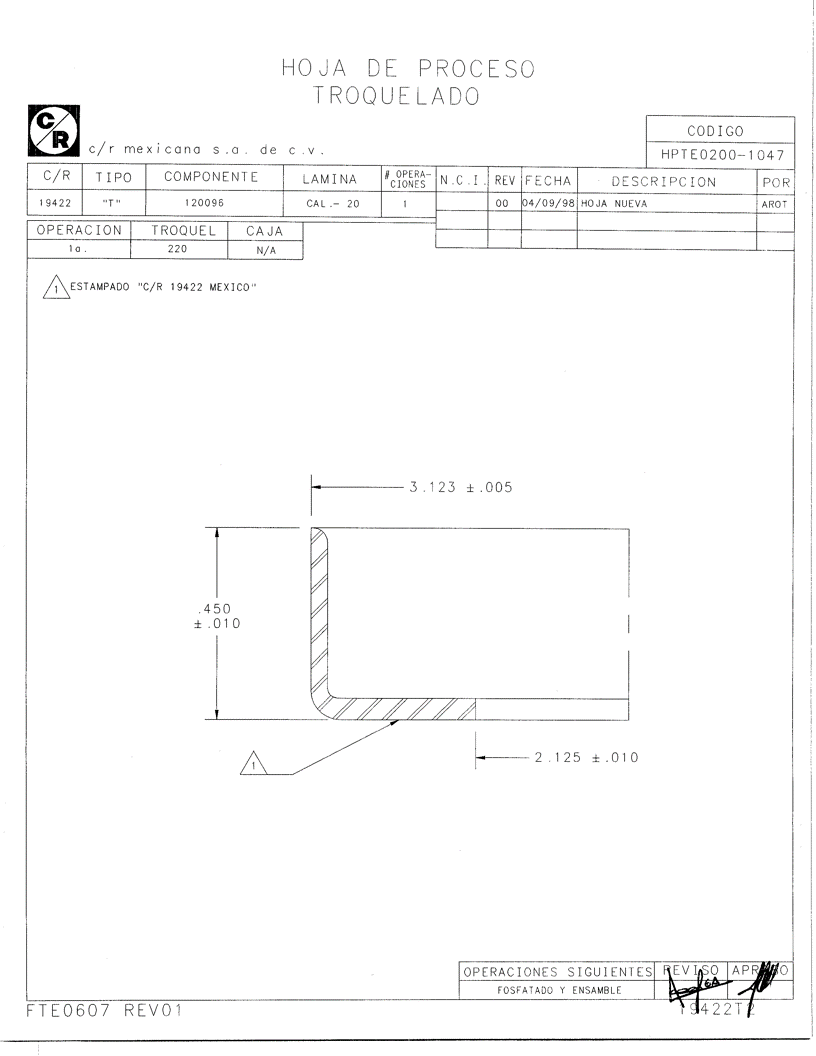 HOJA DE PROCESO
TROQUELADO
C/R
c/r mexicana s.a. de c.v.
CODIGO
HPTE0200-1047
C/R TIPO COMPONENTE LAMINA # OPERA-CIONES N.C.I. REV FECHA DESCRIPCION POR
19422 "T" 120096 CAL.- 20 1 00 04/09/98 HOJA NUEVA AROT
OPERACION TROQUEL CAJA
1a. 220 N/A
1 ESTAMPADO "C/R 19422 MEXICO"
3.123 ±.005
.450
±.010
1
2.125 ±.010
OPERACIONES SIGUIENTES REVISO
FOSFATADO Y ENSAMBLE
FTE0607 REV01
19422T2